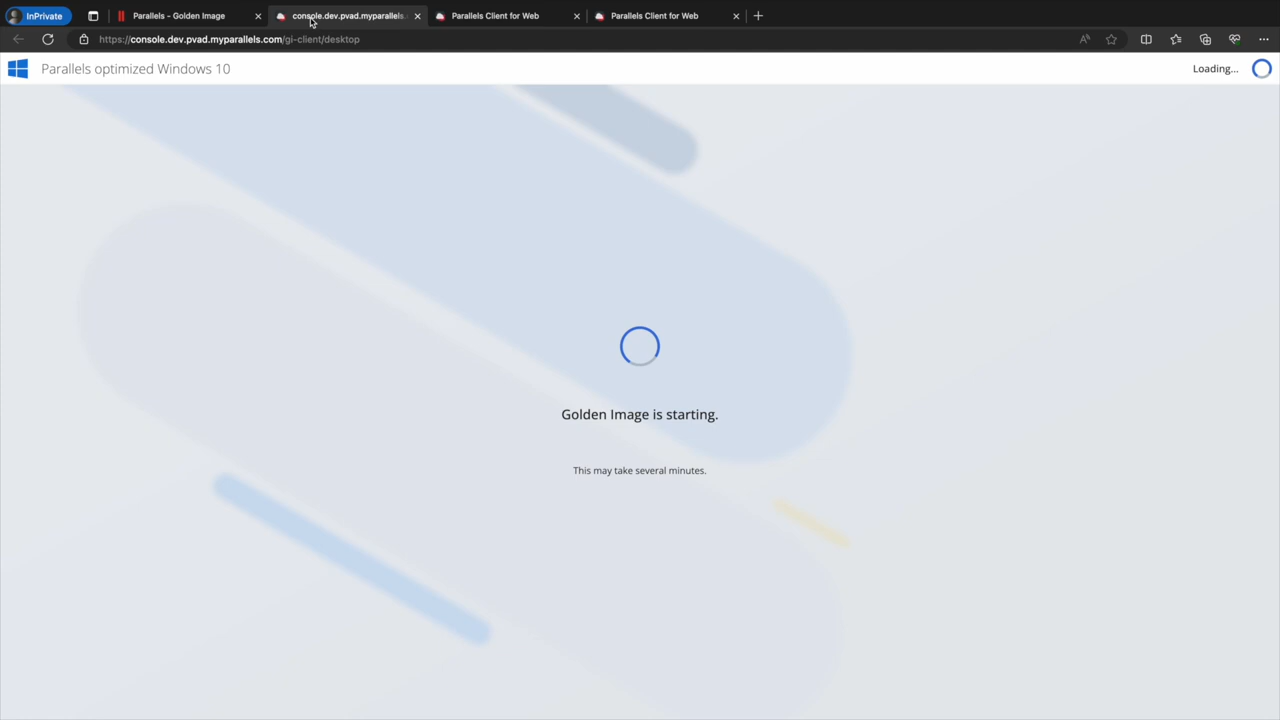 InPrivate
Parallels - Golden Image
console.dev.pvad.myparallels.
Parallels Client for Web
Parallels Client for Web
https://console.dev.pvad.myparallels.com/gi-client/desktop
Parallels optimized Windows 10
Loading...
Golden Image is starting.
This may take several minutes.